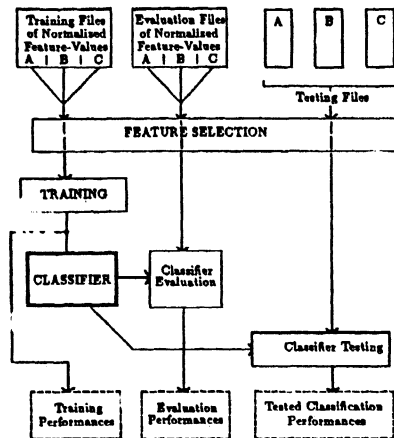 Training Files
of Normalized
Feature-Values
A | B | C
Evaluation Files
of Normalized
Feature-Values
A | B | C
A
B
C
Testing Files
FEATURE SELECTION
TRAINING
CLASSIFIER
Classifier
Evaluation
Classifier Testing
Training
Performances
Evaluation
Performances
Tested Classification
Performances